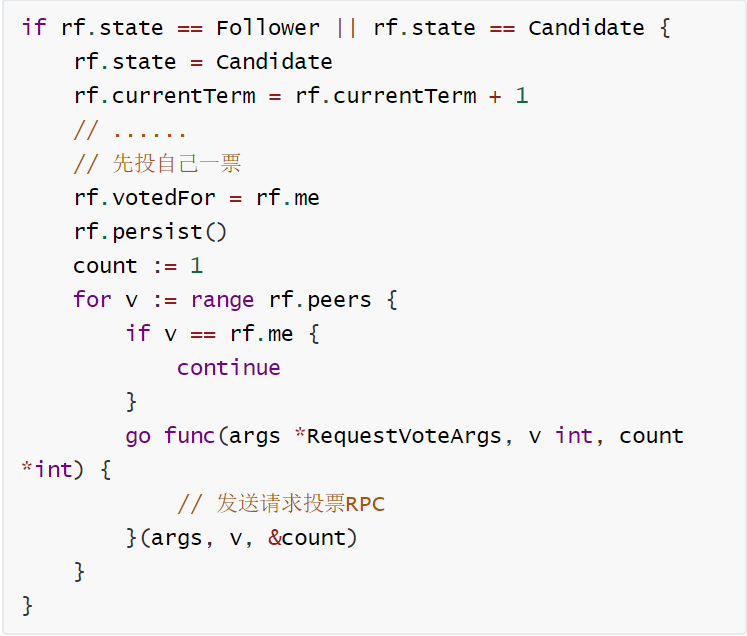 if rf.state == Follower || rf.state == Candidate {
    rf.state = Candidate
    rf.currentTerm = rf.currentTerm + 1
    // ......
    // 先投自己一票
    rf.votedFor = rf.me
    rf.persist()
    count := 1
    for v := range rf.peers {
        if v == rf.me {
            continue
        }
        go func(args *RequestVoteArgs, v int, count
*int) {
            // 发送请求投票RPC
        }(args, v, &count)
    }
}